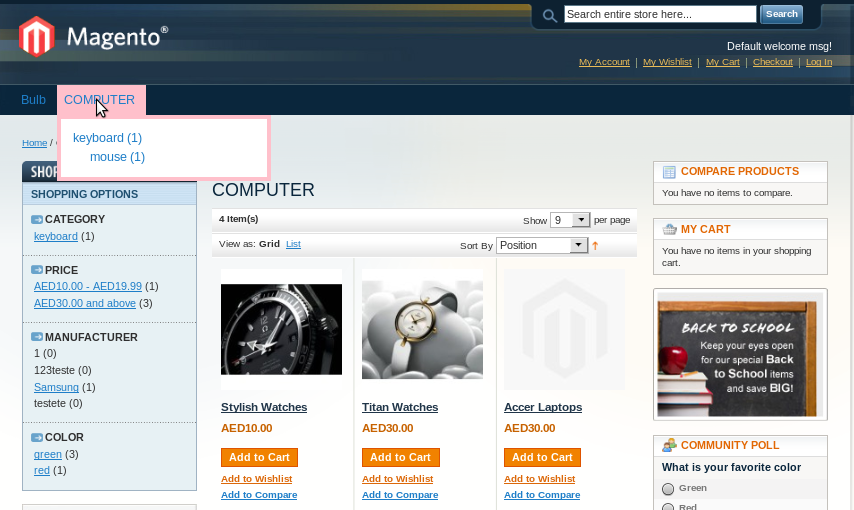 Magento®
Search entire store here...
Search
Default welcome msg!
My Account | My Wishlist | My Cart | Checkout | Log In
Bulb
COMPUTER
keyboard (1)
mouse (1)
Home /
SHOP
SHOPPING OPTIONS
CATEGORY
keyboard (1)
PRICE
AED10.00 - AED19.99 (1)
AED30.00 and above (3)
MANUFACTURER
1 (0)
123teste (0)
Samsung (1)
testete (0)
COLOR
green (3)
red (1)
COMPUTER
4 Item(s)
Show 9 per page
View as: Grid List
Sort By Position
Stylish Watches
AED10.00
Add to Cart
Add to Wishlist
Add to Compare
Titan Watches
AED30.00
Add to Cart
Add to Wishlist
Add to Compare
Accer Laptops
AED30.00
Add to Cart
Add to Wishlist
Add to Compare
COMPARE PRODUCTS
You have no items to compare.
MY CART
You have no items in your shopping
cart.
BACK TO SCHOOL
Keep your eyes open
for our special Back
to School items
and save BIG!
COMMUNITY POLL
What is your favorite color
Green
Red